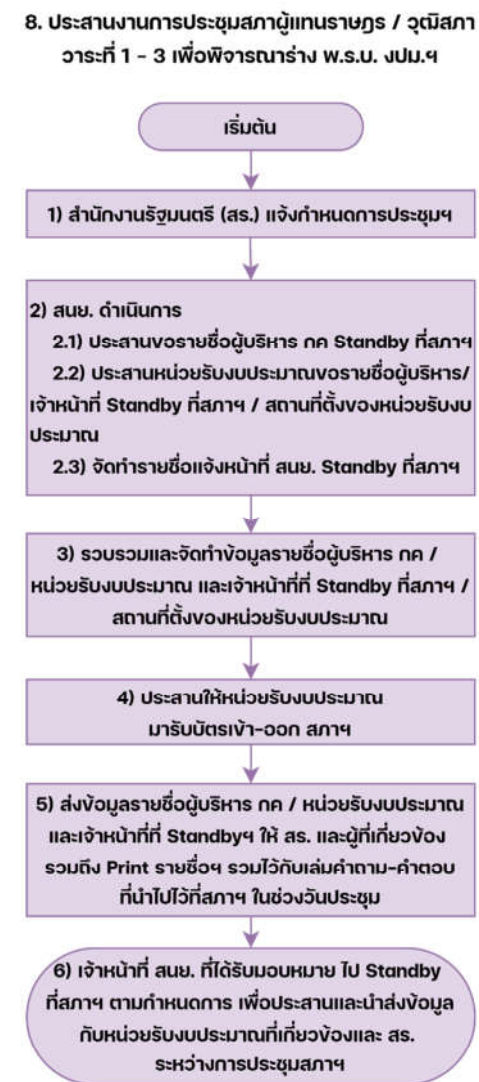 8. ประสานงานการประชุมสภาผู้แทนราษฎร / วุฒิสภา
วาระที่ 1 - 3 เพื่อพิจารณาร่าง พ.ร.บ. งปม.ฯ
เริ่มต้น
1) สำนักงานรัฐมนตรี (สร.) แจ้งกำหนดการประชุมฯ
2) สนย. ดำเนินการ
2.1) ประสานขอรายชื่อผู้บริหาร กค Standby ที่สภาฯ
2.2) ประสานหน่วยรับงบประมาณขอรายชื่อผู้บริหาร/
เจ้าหน้าที่ Standby ที่สภาฯ / สถานที่ตั้งของหน่วยรับงบ
ประมาณ
2.3) จัดทำรายชื่อแจ้งหน้าที่ สนย. Standby ที่สภาฯ
3) รวบรวมและจัดทำข้อมูลรายชื่อผู้บริหาร กค /
หน่วยรับงบประมาณ และเจ้าหน้าที่ที่ Standby ที่สภาฯ /
สถานที่ตั้งของหน่วยรับงบประมาณ
4) ประสานให้หน่วยรับงบประมาณ
มารับบัตรเข้า-ออก สภาฯ
5) ส่งข้อมูลรายชื่อผู้บริหาร กค / หน่วยรับงบประมาณ
และเจ้าหน้าที่ที่ Standbyฯ ให้ สร. และผู้ที่เกี่ยวข้อง
รวมถึง Print รายชื่อฯ รวมไว้กับเล่มคำถาม-คำตอบ
ที่นำไปไว้ที่สภาฯ ในช่วงวันประชุม
6) เจ้าหน้าที่ สนย. ที่ได้รับมอบหมาย ไป Standby
ที่สภาฯ ตามกำหนดการ เพื่อประสานและนำส่งข้อมูล
กับหน่วยรับงบประมาณที่เกี่ยวข้องและ สร.
ระหว่างการประชุมสภาฯ